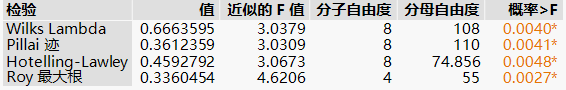 检验 值 近似的 F 值 分子自由度 分母自由度 概率>F
Wilks Lambda 0.6663595 3.0379 8 108 0.0040*
Pillai 迹 0.3612359 3.0309 8 110 0.0041*
Hotelling-Lawley 0.4592792 3.0673 8 74.856 0.0048*
Roy 最大根 0.3360454 4.6206 4 55 0.0027*